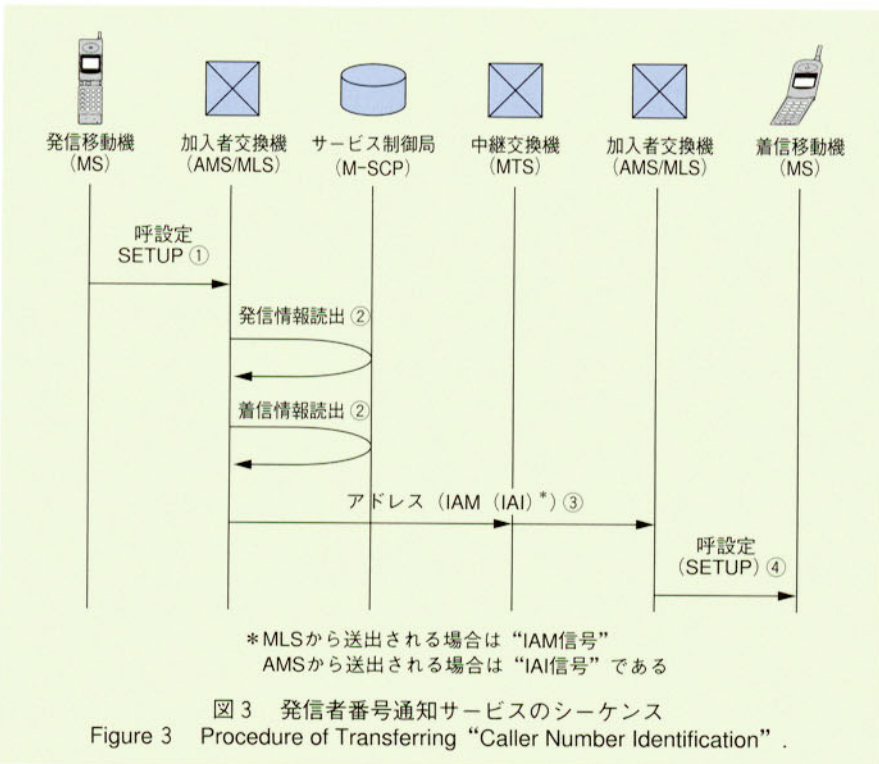 発信移動機
(MS)
加入者交換機
(AMS/MLS)
サービス制御局
(M-SCP)
中継交換機
(MTS)
加入者交換機
(AMS/MLS)
着信移動機
(MS)
呼設定
SETUP ①
発信情報読出 ②
着信情報読出 ②
アドレス（IAM（IAI）*）③
呼設定
(SETUP) ④
＊MLSから送出される場合は“IAM信号”
AMSから送出される場合は“IAI信号”である
図3　発信者番号通知サービスのシーケンス
Figure 3　Procedure of Transferring “Caller Number Identification”.